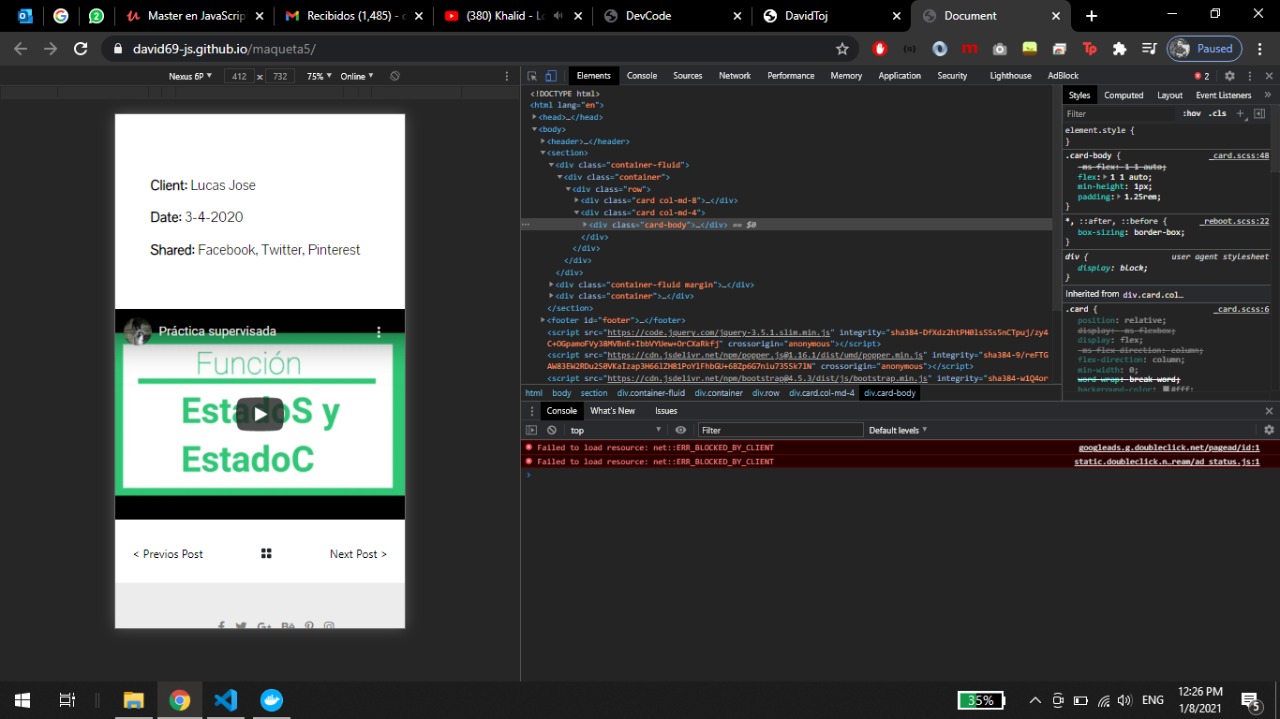 Master en JavaScrip
Recibidos (1,485) - c
(380) Khalid - Lo
DevCode
DavidToj
Document
david69-js.github.io/maqueta5/
Paused
Nexus 6P ▼ 412 x 732 75% ▼ Online ▼
Elements Console Sources Network Performance Memory Application Security Lighthouse AdBlock 2
<!DOCTYPE html>
<html lang="en">
<head>…</head>
<body>
<header>…</header>
<section>
<div class="container-fluid">
<div class="container">
<div class="row">
<div class="card col-md-8">…</div>
<div class="card col-md-4">
<div class="card-body">…</div> == $0
</div>
</div>
</div>
</div>
<div class="container-fluid margin">…</div>
<div class="container">…</div>
</section>
<footer id="footer">…</footer>
<script src="https://code.jquery.com/jquery-3.5.1.slim.min.js" integrity="sha384-DfXdz2htPH0lsSSs5nCTpuj/zy4
C+OGpamoFVy38MVBnE+IbbVYUew+OrCXaRkfj" crossorigin="anonymous"></script>
<script src="https://cdn.jsdelivr.net/npm/popper.js@1.16.1/dist/umd/popper.min.js" integrity="sha384-9/reFTG
AW83EW2RDu2S0VKaIzap3H66lZH81PoYlFhbGU+6BZp6G7niu735Sk7lN" crossorigin="anonymous"></script>
<script src="https://cdn.jsdelivr.net/npm/bootstrap@4.5.3/dist/js/bootstrap.min.js" integrity="sha384-w1Q4or
html body section div.container-fluid div.container div.row div.card.col-md-4 div.card-body
Styles Computed Layout Event Listeners »
Filter :hov .cls +
element.style {
}
.card-body { _card.scss:48
-ms-flex: 1 1 auto;
flex: 1 1 auto;
min-height: 1px;
padding: 1.25rem;
}
*, ::after, ::before { _reboot.scss:22
box-sizing: border-box;
}
div { user agent stylesheet
display: block;
}
Inherited from div.card.col…
.card { _card.scss:6
position: relative;
display: -ms-flexbox;
display: flex;
-ms-flex-direction: column;
flex-direction: column;
min-width: 0;
word-wrap: break-word;
background-color: #fff;
Console What's New Issues
top ▼ Filter Default levels ▼
Failed to load resource: net::ERR_BLOCKED_BY_CLIENT googleads.g.doubleclick.net/pagead/id:1
Failed to load resource: net::ERR_BLOCKED_BY_CLIENT static.doubleclick.n…ream/ad_status.js:1
Client: Lucas Jose
Date: 3-4-2020
Shared: Facebook, Twitter, Pinterest
Práctica supervisada
Función
EstadoS y
EstadoC
< Previos Post
Next Post >
35%
ENG
12:26 PM
1/8/2021
5